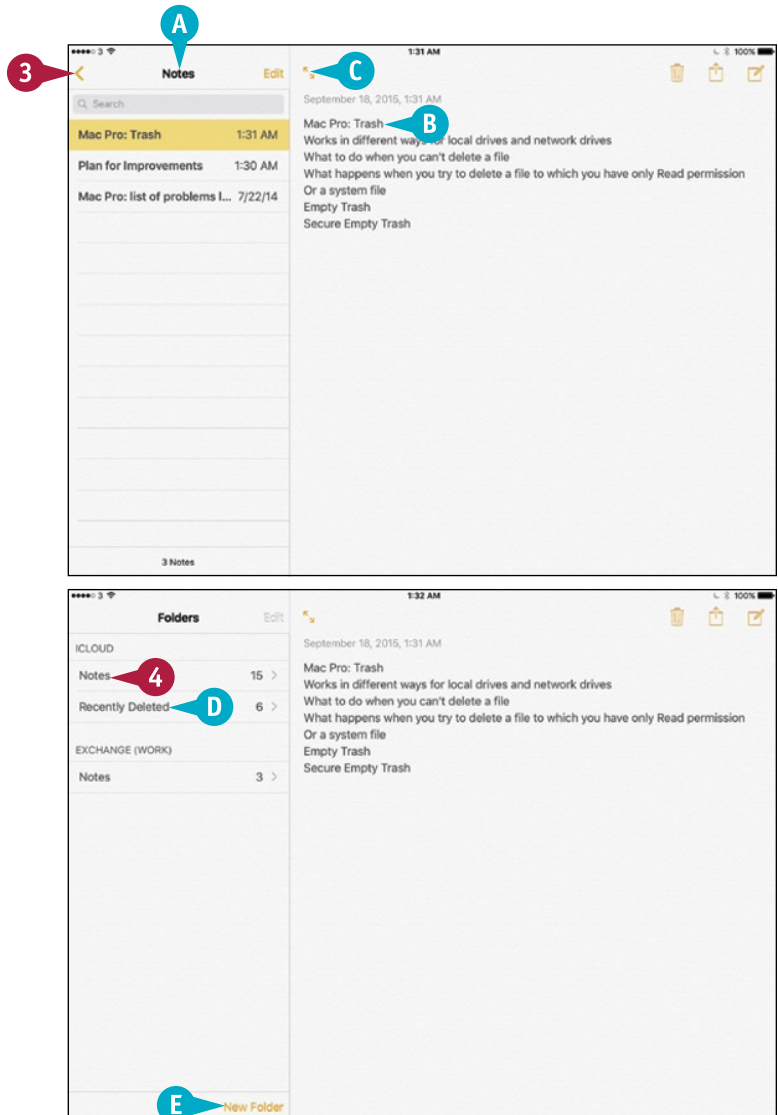 A
3
1:31 AM
100%
3
Notes
Edit
C
Search
September 18, 2015, 1:31 AM
Mac Pro: Trash
1:31 AM
Plan for Improvements
1:30 AM
Mac Pro: list of problems I...
7/22/14
Mac Pro: Trash
B
Works in different ways for local drives and network drives
What to do when you can't delete a file
What happens when you try to delete a file to which you have only Read permission
Or a system file
Empty Trash
Secure Empty Trash
3 Notes
3
1:32 AM
100%
Folders
Edit
ICLOUD
Notes
4
15
Recently Deleted
D
6
EXCHANGE (WORK)
Notes
3
September 18, 2015, 1:31 AM
Mac Pro: Trash
Works in different ways for local drives and network drives
What to do when you can't delete a file
What happens when you try to delete a file to which you have only Read permission
Or a system file
Empty Trash
Secure Empty Trash
E
New Folder